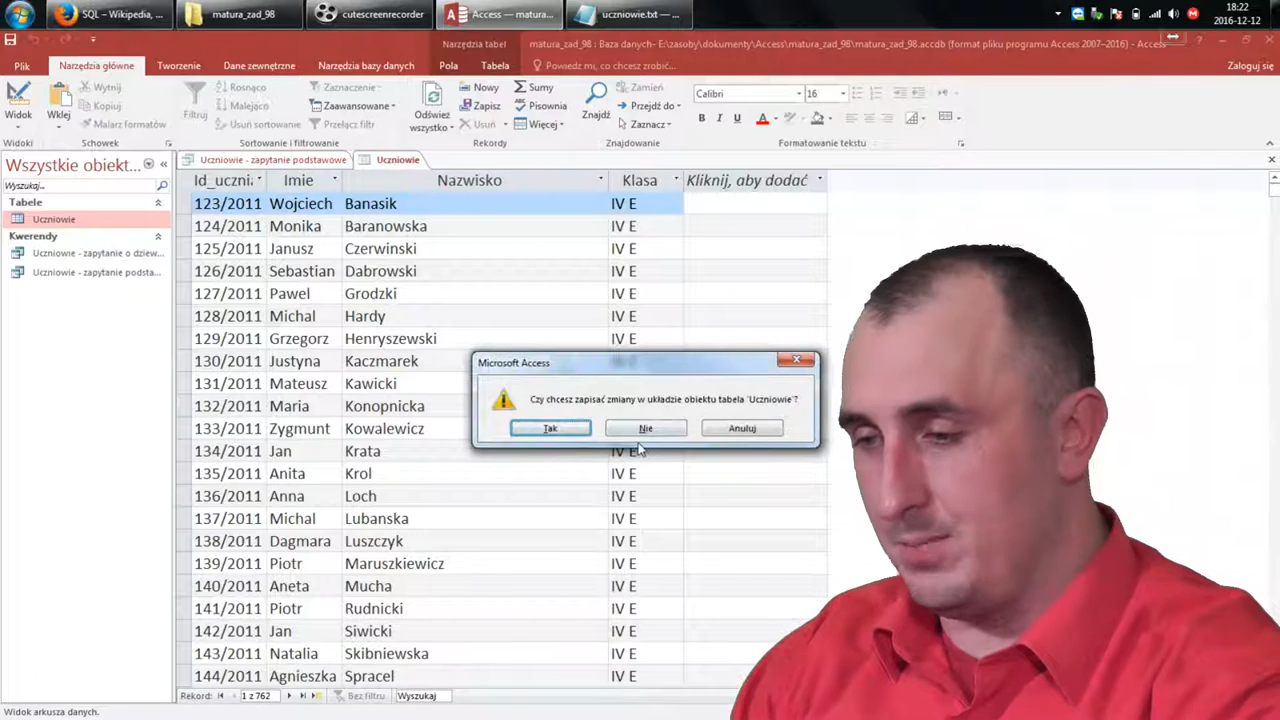 SQL – Wikipedia,
matura_zad_98
cutescreenrecorder
Access — matura...
uczniowie.txt — ...
18:22
2016-12-12
Narzędzia tabel
matura_zad_98 : Baza danych- E:\zasoby\dokumenty\Access\matura_zad_98\matura_zad_98.accdb (format pliku programu Access 2007–2016) - Access
Plik
Narzędzia główne
Tworzenie
Dane zewnętrzne
Narzędzia bazy danych
Pola
Tabela
Powiedz mi, co chcesz zrobić...
Zaloguj się
Widok
Wklej
Wytnij
Kopiuj
Malarz formatów
Filtruj
Rosnąco
Malejąco
Usuń sortowanie
Zaznaczenie
Zaawansowane
Przełącz filtr
Odśwież
wszystko
Nowy
Zapisz
Usuń
Sumy
Pisownia
Więcej
Znajdź
Zamień
Przejdź do
Zaznacz
Calibri
16
B I U
A
Widoki
Schowek
Sortowanie i filtrowanie
Rekordy
Znajdowanie
Formatowanie tekstu
Wszystkie obiekt...
Wyszukaj...
Tabele
Uczniowie
Kwerendy
Uczniowie - zapytanie o dziew...
Uczniowie - zapytanie podsta...
Uczniowie - zapytanie podstawowe
Uczniowie
Id_ucznia Imie Nazwisko Klasa Kliknij, aby dodać
123/2011 Wojciech Banasik IV E
124/2011 Monika Baranowska IV E
125/2011 Janusz Czerwinski IV E
126/2011 Sebastian Dabrowski IV E
127/2011 Pawel Grodzki IV E
128/2011 Michal Hardy IV E
129/2011 Grzegorz Henryszewski IV E
130/2011 Justyna Kaczmarek
131/2011 Mateusz Kawicki
132/2011 Maria Konopnicka
133/2011 Zygmunt Kowalewicz
134/2011 Jan Krata IV E
135/2011 Anita Krol IV E
136/2011 Anna Loch IV E
137/2011 Michal Lubanska IV E
138/2011 Dagmara Luszczyk IV E
139/2011 Piotr Maruszkiewicz IV E
140/2011 Aneta Mucha IV E
141/2011 Piotr Rudnicki IV E
142/2011 Jan Siwicki IV E
143/2011 Natalia Skibniewska IV E
144/2011 Agnieszka Spracel IV E
Microsoft Access
Czy chcesz zapisać zmiany w układzie obiektu tabela 'Uczniowie'?
Tak
Nie
Anuluj
Rekord: 1 z 762
Bez filtru
Wyszukaj
Widok arkusza danych.